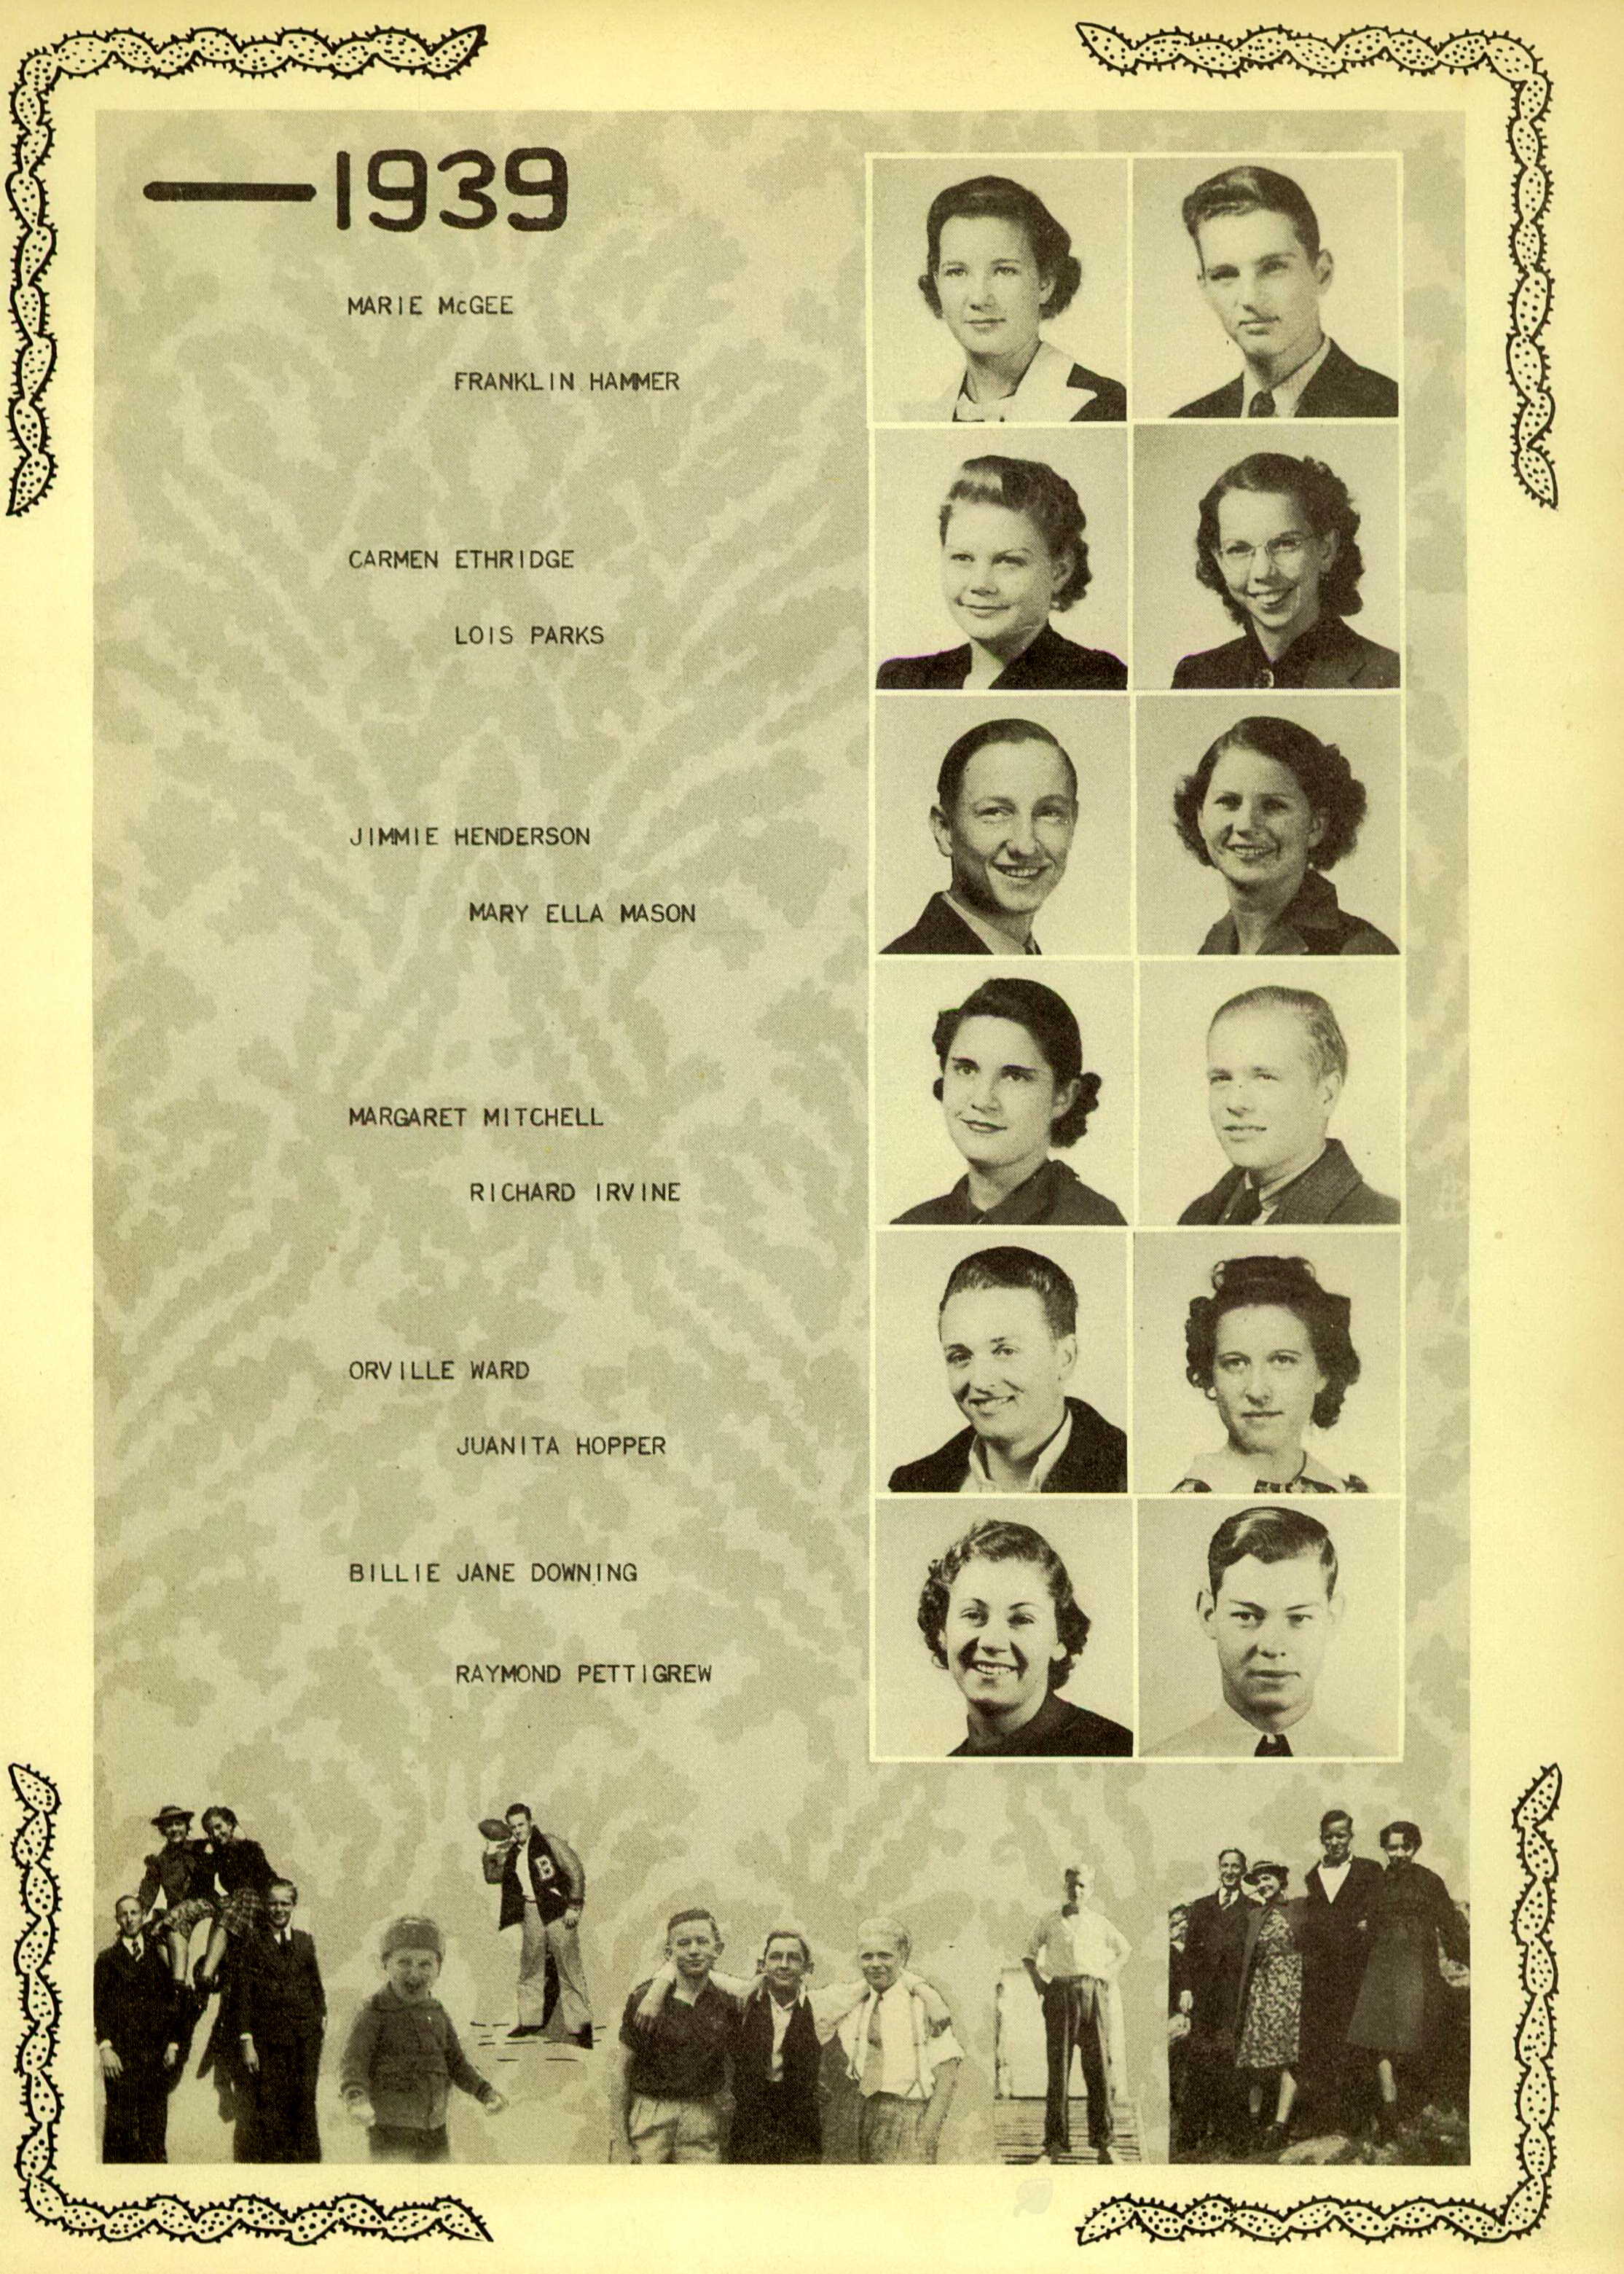 —1939
MARIE McGEE
FRANKLIN HAMMER
CARMEN ETHRIDGE
LOIS PARKS
JIMMIE HENDERSON
MARY ELLA MASON
MARGARET MITCHELL
RICHARD IRVINE
ORVILLE WARD
JUANITA HOPPER
BILLIE JANE DOWNING
RAYMOND PETTIGREW
B